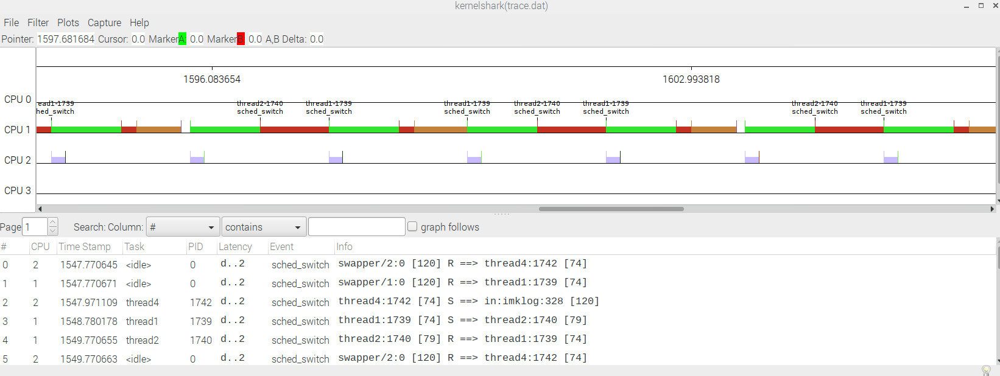 kernelshark(trace.dat)
File Filter Plots Capture Help
Pointer: 1597.681684 Cursor: 0.0 MarkerA: 0.0 Marker 0.0 A,B Delta: 0.0
1596.083654 1602.993818
CPU 0
ead1-1739 thread2-1740 thread1-1739 thread1-1739 thread2-1740 thread1-1739 thread2-1740 thread1-1739
hed_switch sched_switch sched_switch sched_switch sched_switch sched_switch sched_switch sched_switch
CPU 1
CPU 2
CPU 3
Page 1 Search: Column: # contains graph follows
# CPU Time Stamp Task PID Latency Event Info
0 2 1547.770645 <idle> 0 d..2 sched_switch swapper/2:0 [120] R ==> thread4:1742 [74]
1 1 1547.770671 <idle> 0 d..2 sched_switch swapper/1:0 [120] R ==> thread1:1739 [74]
2 2 1547.971109 thread4 1742 d..2 sched_switch thread4:1742 [74] S ==> in:imklog:328 [120]
3 1 1548.780178 thread1 1739 d..2 sched_switch thread1:1739 [74] S ==> thread2:1740 [79]
4 1 1549.770655 thread2 1740 d..2 sched_switch thread2:1740 [79] R ==> thread1:1739 [74]
5 2 1549.770663 <idle> 0 d..2 sched_switch swapper/2:0 [120] R ==> thread4:1742 [74]